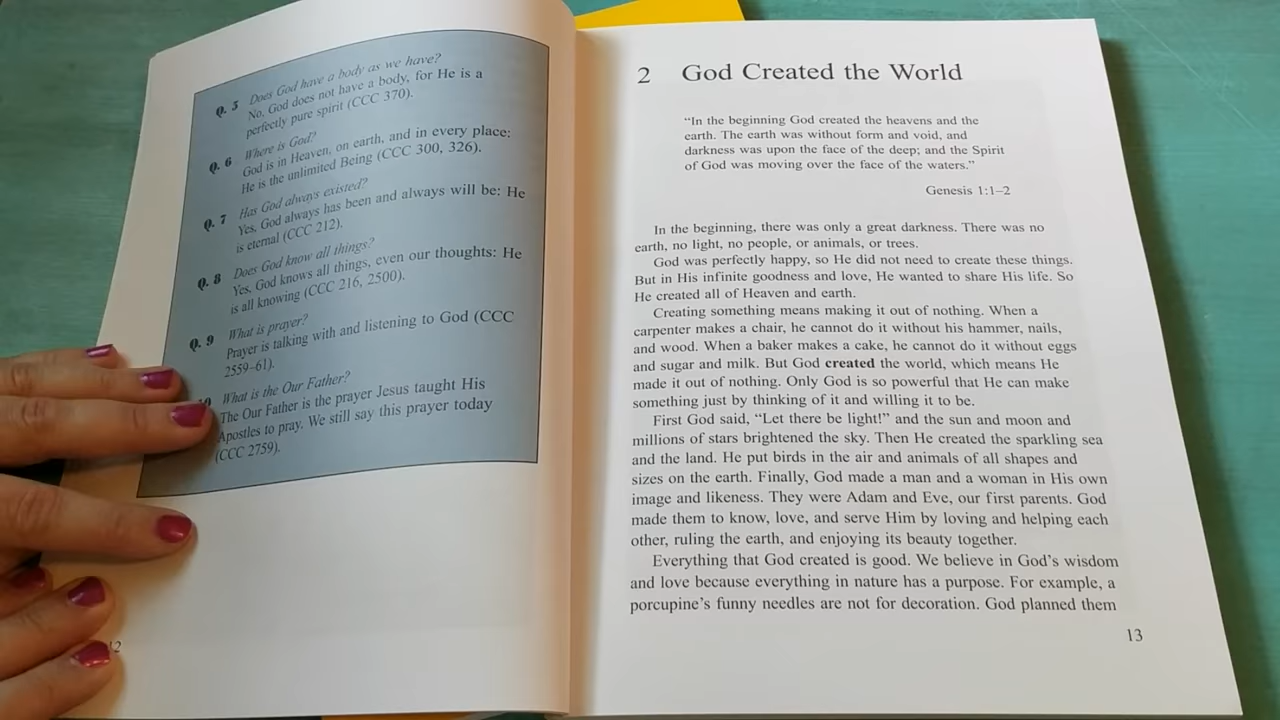 Q. 5 Does God have a body as we have?
No, God does not have a body, for He is a
perfectly pure spirit (CCC 370).
Q. 6 Where is God?
God is in Heaven, on earth, and in every place:
He is the unlimited Being (CCC 300, 326).
Q. 7 Has God always existed?
Yes, God always has been and always will be: He
is eternal (CCC 212).
Q. 8 Does God know all things?
Yes, God knows all things, even our thoughts: He
is all knowing (CCC 216, 2500).
Q. 9 What is prayer?
Prayer is talking with and listening to God (CCC
2559–61).
What is the Our Father?
The Our Father is the prayer Jesus taught His
Apostles to pray. We still say this prayer today
(CCC 2759).
2 God Created the World
“In the beginning God created the heavens and the
earth. The earth was without form and void, and
darkness was upon the face of the deep; and the Spirit
of God was moving over the face of the waters.”
Genesis 1:1–2
In the beginning, there was only a great darkness. There was no
earth, no light, no people, or animals, or trees.
God was perfectly happy, so He did not need to create these things.
But in His infinite goodness and love, He wanted to share His life. So
He created all of Heaven and earth.
Creating something means making it out of nothing. When a
carpenter makes a chair, he cannot do it without his hammer, nails,
and wood. When a baker makes a cake, he cannot do it without eggs
and sugar and milk. But God created the world, which means He
made it out of nothing. Only God is so powerful that He can make
something just by thinking of it and willing it to be.
First God said, “Let there be light!” and the sun and moon and
millions of stars brightened the sky. Then He created the sparkling sea
and the land. He put birds in the air and animals of all shapes and
sizes on the earth. Finally, God made a man and a woman in His own
image and likeness. They were Adam and Eve, our first parents. God
made them to know, love, and serve Him by loving and helping each
other, ruling the earth, and enjoying its beauty together.
Everything that God created is good. We believe in God’s wisdom
and love because everything in nature has a purpose. For example, a
porcupine’s funny needles are not for decoration. God planned them
13